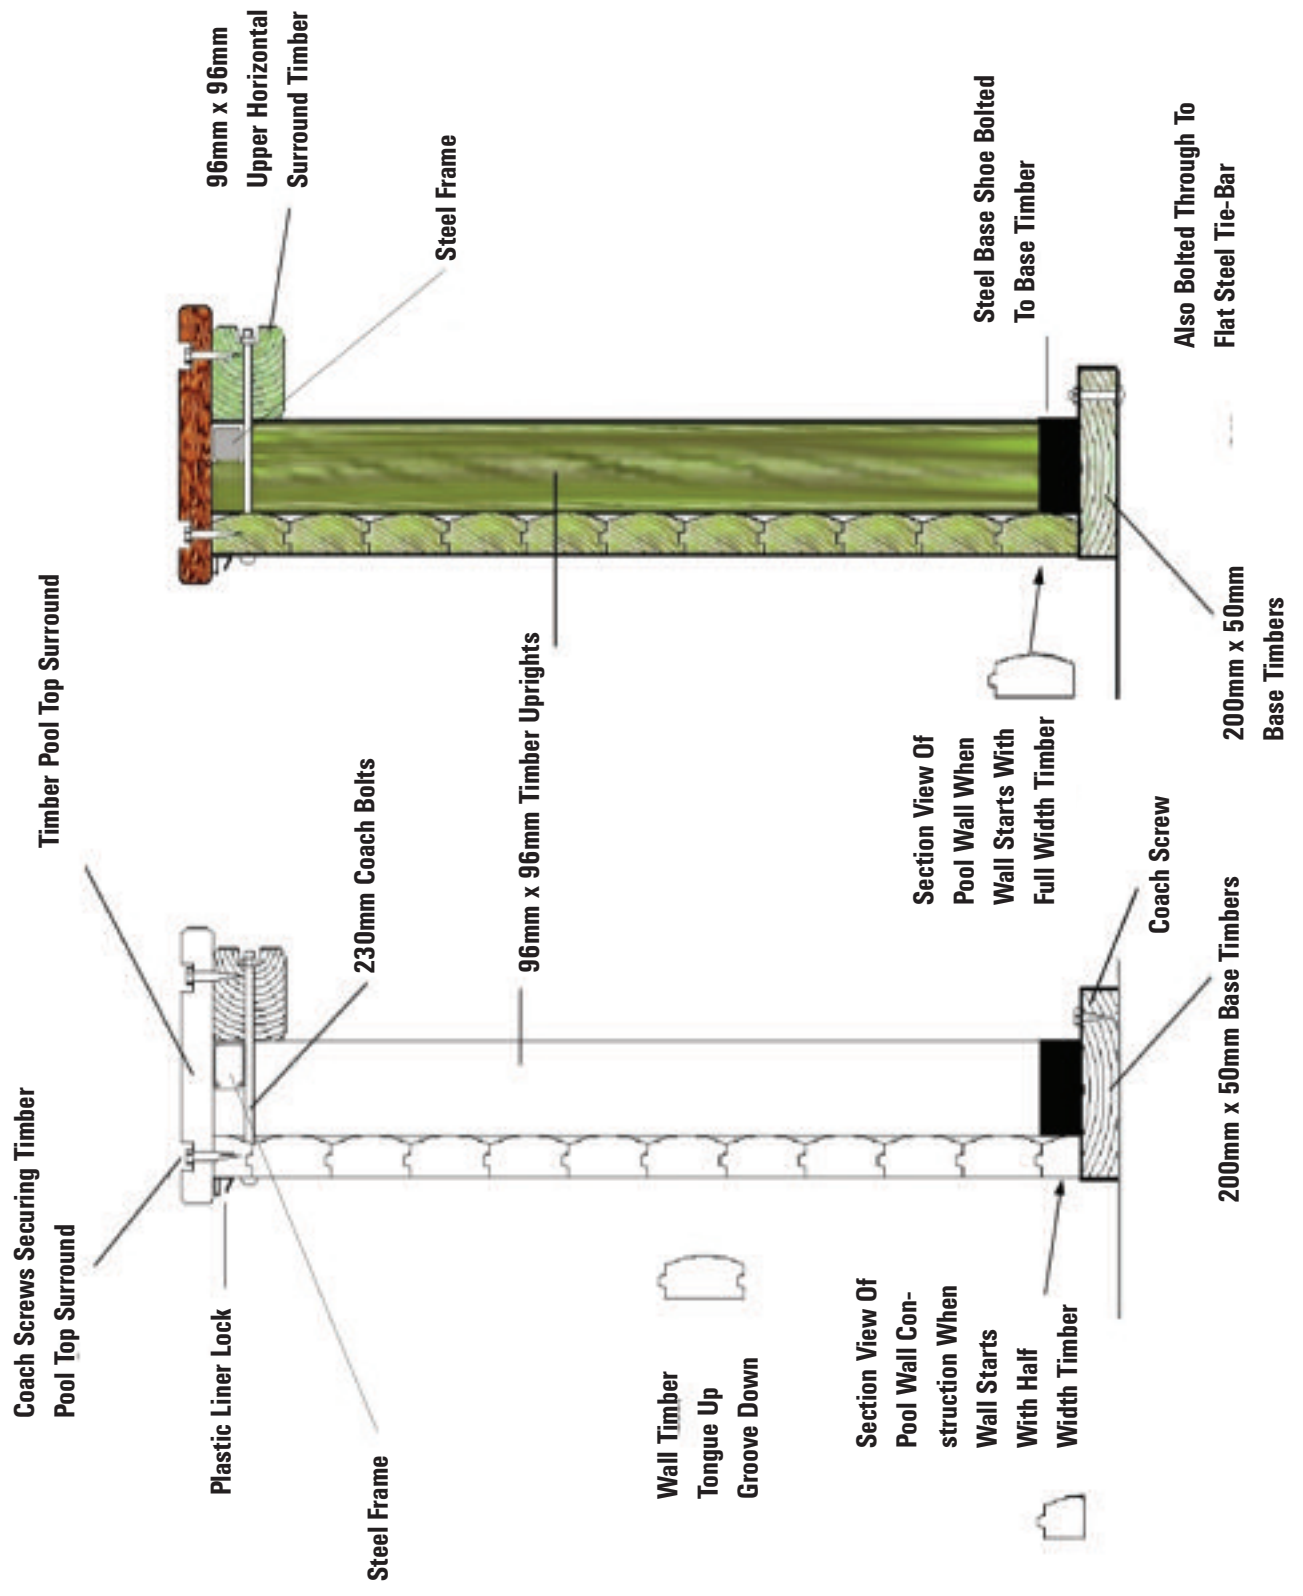 Coach Screws Securing Timber
Pool Top Surround
Timber Pool Top Surround
96mm x 96mm
Upper Horizontal
Surround Timber
Plastic Liner Lock
Steel Frame
230mm Coach Bolts
Steel Frame
96mm x 96mm Timber Uprights
Wall Timber
Tongue Up
Groove Down
Section View Of
Pool Wall Con-
struction When
Wall Starts
With Half
Width Timber
Section View Of
Pool Wall When
Wall Starts With
Full Width Timber
Steel Base Shoe Bolted
To Base Timber
Coach Screw
200mm x 50mm Base Timbers
200mm x 50mm
Base Timbers
Also Bolted Through To
Flat Steel Tie-Bar